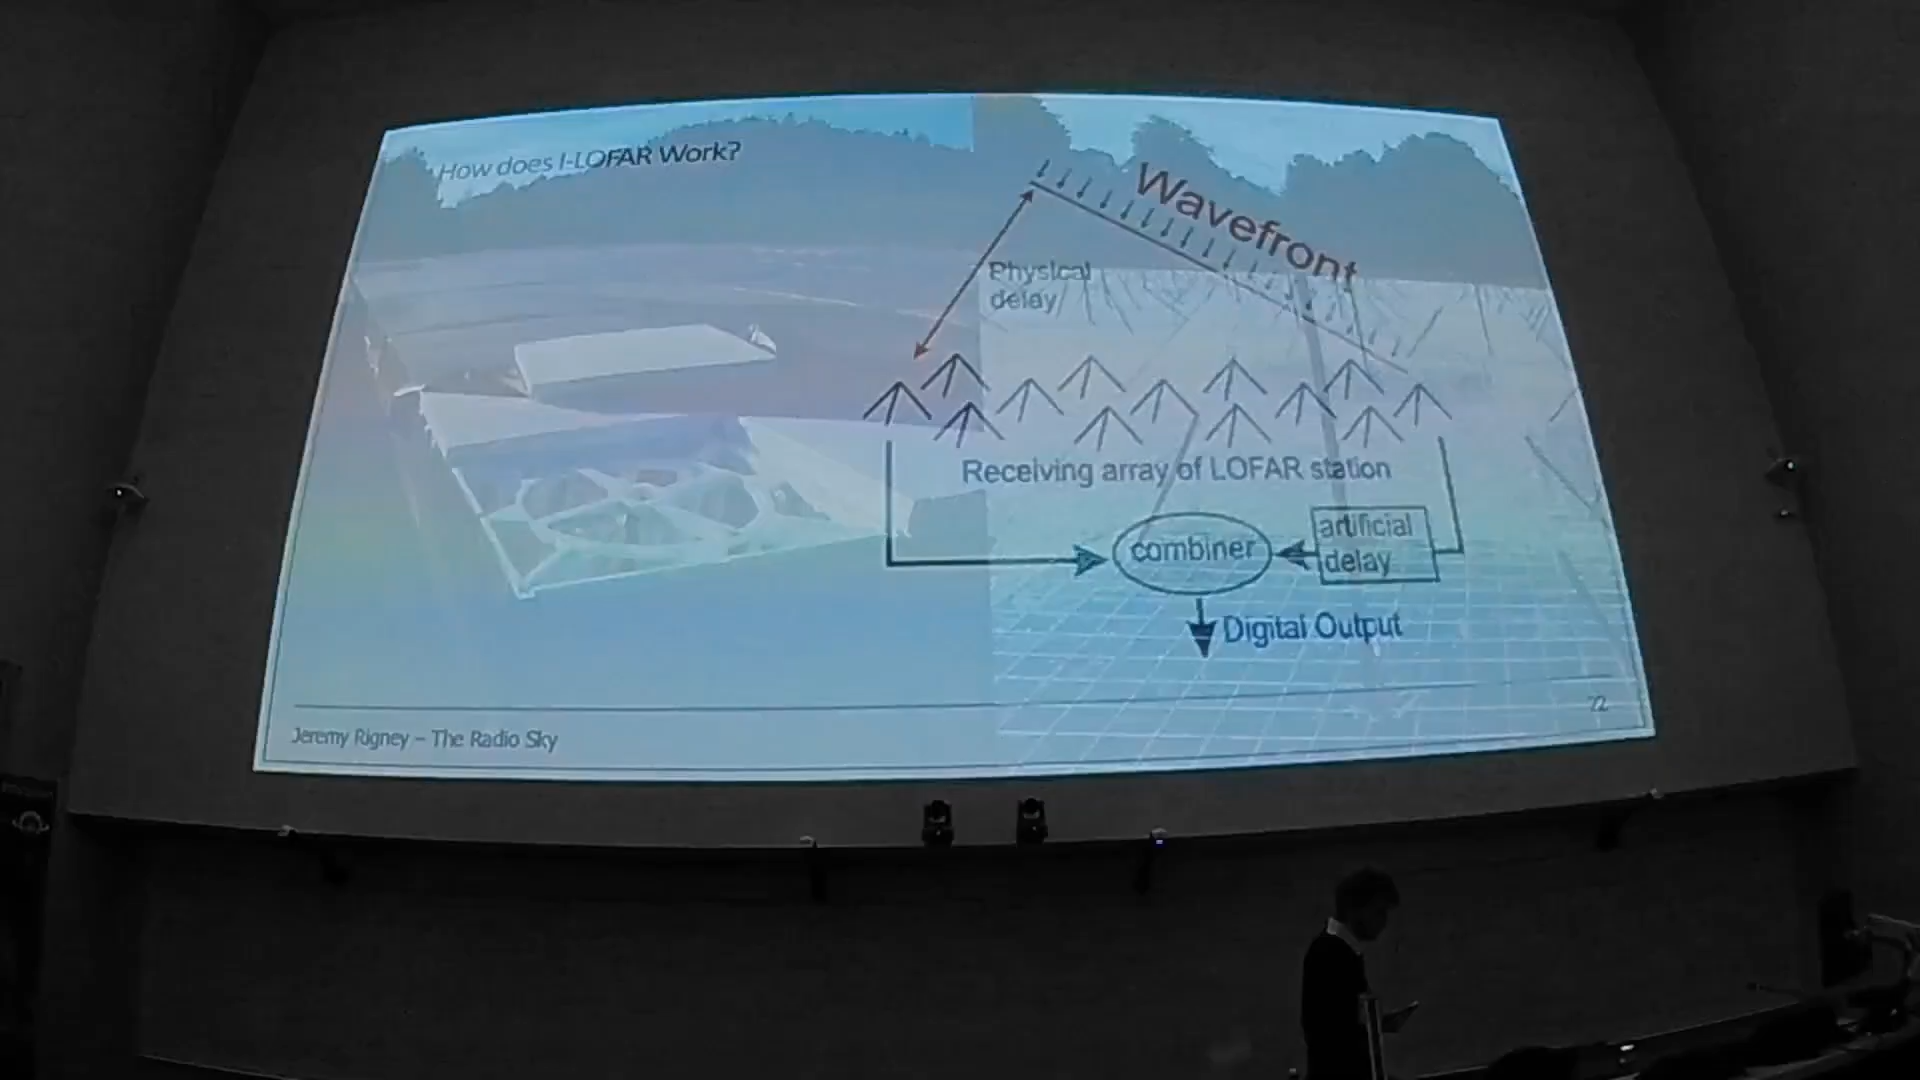 How does I-LOFAR Work?
Wavefront
Physical
delay
Receiving array of LOFAR station
combiner
artificial
delay
Digital Output
22
Jeremy Rigney – The Radio Sky